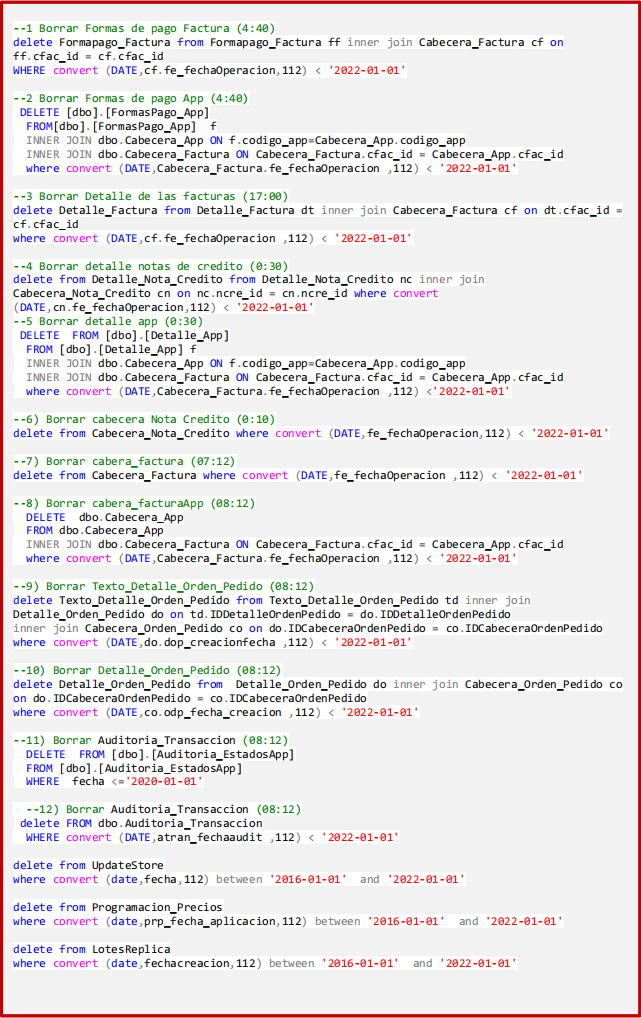 --1 Borrar Formas de pago Factura (4:40)
delete Formapago_Factura from Formapago_Factura ff inner join Cabecera_Factura cf on
ff.cfac_id = cf.cfac_id
WHERE convert (DATE,cf.fe_fechaOperacion,112) < '2022-01-01'
--2 Borrar Formas de pago App (4:40)
DELETE [dbo].[FormasPago_App]
FROM[dbo].[FormasPago_App] f
INNER JOIN dbo.Cabecera_App ON f.codigo_app=Cabecera_App.codigo_app
INNER JOIN dbo.Cabecera_Factura ON Cabecera_Factura.cfac_id = Cabecera_App.cfac_id
where convert (DATE,Cabecera_Factura.fe_fechaOperacion ,112) < '2022-01-01'
--3 Borrar Detalle de las facturas (17:00)
delete Detalle_Factura from Detalle_Factura dt inner join Cabecera_Factura cf on dt.cfac_id =
cf.cfac_id
where convert (DATE,cf.fe_fechaOperacion ,112) < '2022-01-01'
--4 Borrar detalle notas de credito (0:30)
delete from Detalle_Nota_Credito from Detalle_Nota_Credito nc inner join
Cabecera_Nota_Credito cn on nc.ncre_id = cn.ncre_id where convert
(DATE,cn.fe_fechaOperacion,112) < '2022-01-01'
--5 Borrar detalle app (0:30)
DELETE FROM [dbo].[Detalle_App]
FROM [dbo].[Detalle_App] f
INNER JOIN dbo.Cabecera_App ON f.codigo_app=Cabecera_App.codigo_app
INNER JOIN dbo.Cabecera_Factura ON Cabecera_Factura.cfac_id = Cabecera_App.cfac_id
where convert (DATE,Cabecera_Factura.fe_fechaOperacion ,112) <'2022-01-01'
--6) Borrar cabecera Nota Credito (0:10)
delete from Cabecera_Nota_Credito where convert (DATE,fe_fechaOperacion,112) < '2022-01-01'
--7) Borrar cabera_factura (07:12)
delete from Cabecera_Factura where convert (DATE,fe_fechaOperacion ,112) < '2022-01-01'
--8) Borrar cabera_facturaApp (08:12)
DELETE dbo.Cabecera_App
FROM dbo.Cabecera_App
INNER JOIN dbo.Cabecera_Factura ON Cabecera_Factura.cfac_id = Cabecera_App.cfac_id
where convert (DATE,Cabecera_Factura.fe_fechaOperacion ,112) < '2022-01-01'
--9) Borrar Texto_Detalle_Orden_Pedido (08:12)
delete Texto_Detalle_Orden_Pedido from Texto_Detalle_Orden_Pedido td inner join
Detalle_Orden_Pedido do on td.IDDetalleOrdenPedido = do.IDDetalleOrdenPedido
inner join Cabecera_Orden_Pedido co on do.IDCabeceraOrdenPedido = co.IDCabeceraOrdenPedido
where convert (DATE,do.dop_creacionfecha ,112) < '2022-01-01'
--10) Borrar Detalle_Orden_Pedido (08:12)
delete Detalle_Orden_Pedido from Detalle_Orden_Pedido do inner join Cabecera_Orden_Pedido co
on do.IDCabeceraOrdenPedido = co.IDCabeceraOrdenPedido
where convert (DATE,co.odp_fecha_creacion ,112) < '2022-01-01'
--11) Borrar Auditoria_Transaccion (08:12)
DELETE FROM [dbo].[Auditoria_EstadosApp]
FROM [dbo].[Auditoria_EstadosApp]
WHERE fecha <='2020-01-01'
--12) Borrar Auditoria_Transaccion (08:12)
delete FROM dbo.Auditoria_Transaccion
WHERE convert (DATE,atran_fechaaudit ,112) < '2022-01-01'
delete from UpdateStore
where convert (date,fecha,112) between '2016-01-01' and '2022-01-01'
delete from Programacion_Precios
where convert (date,prp_fecha_aplicacion,112) between '2016-01-01' and '2022-01-01'
delete from LotesReplica
where convert (date,fechacreacion,112) between '2016-01-01' and '2022-01-01'